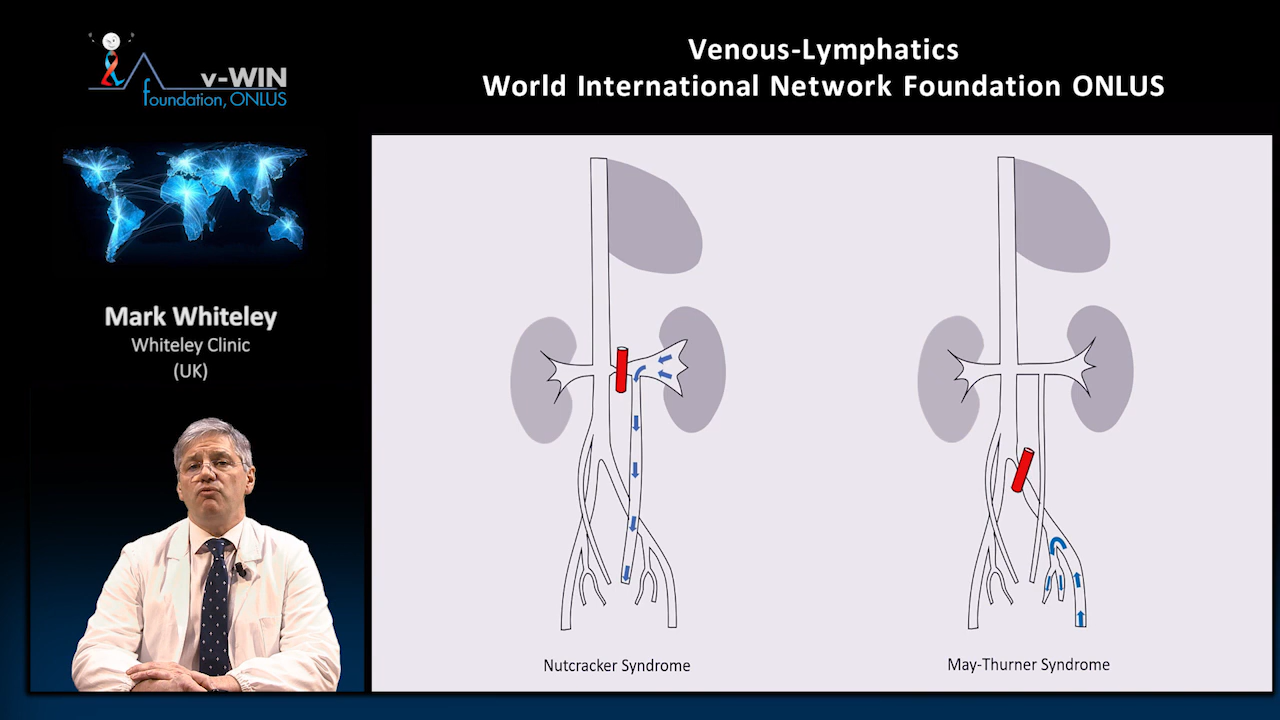 v-WIN
foundation, ONLUS
Venous-Lymphatics
World International Network Foundation ONLUS
Mark Whiteley
Whiteley Clinic
(UK)
Nutcracker Syndrome
May-Thurner Syndrome